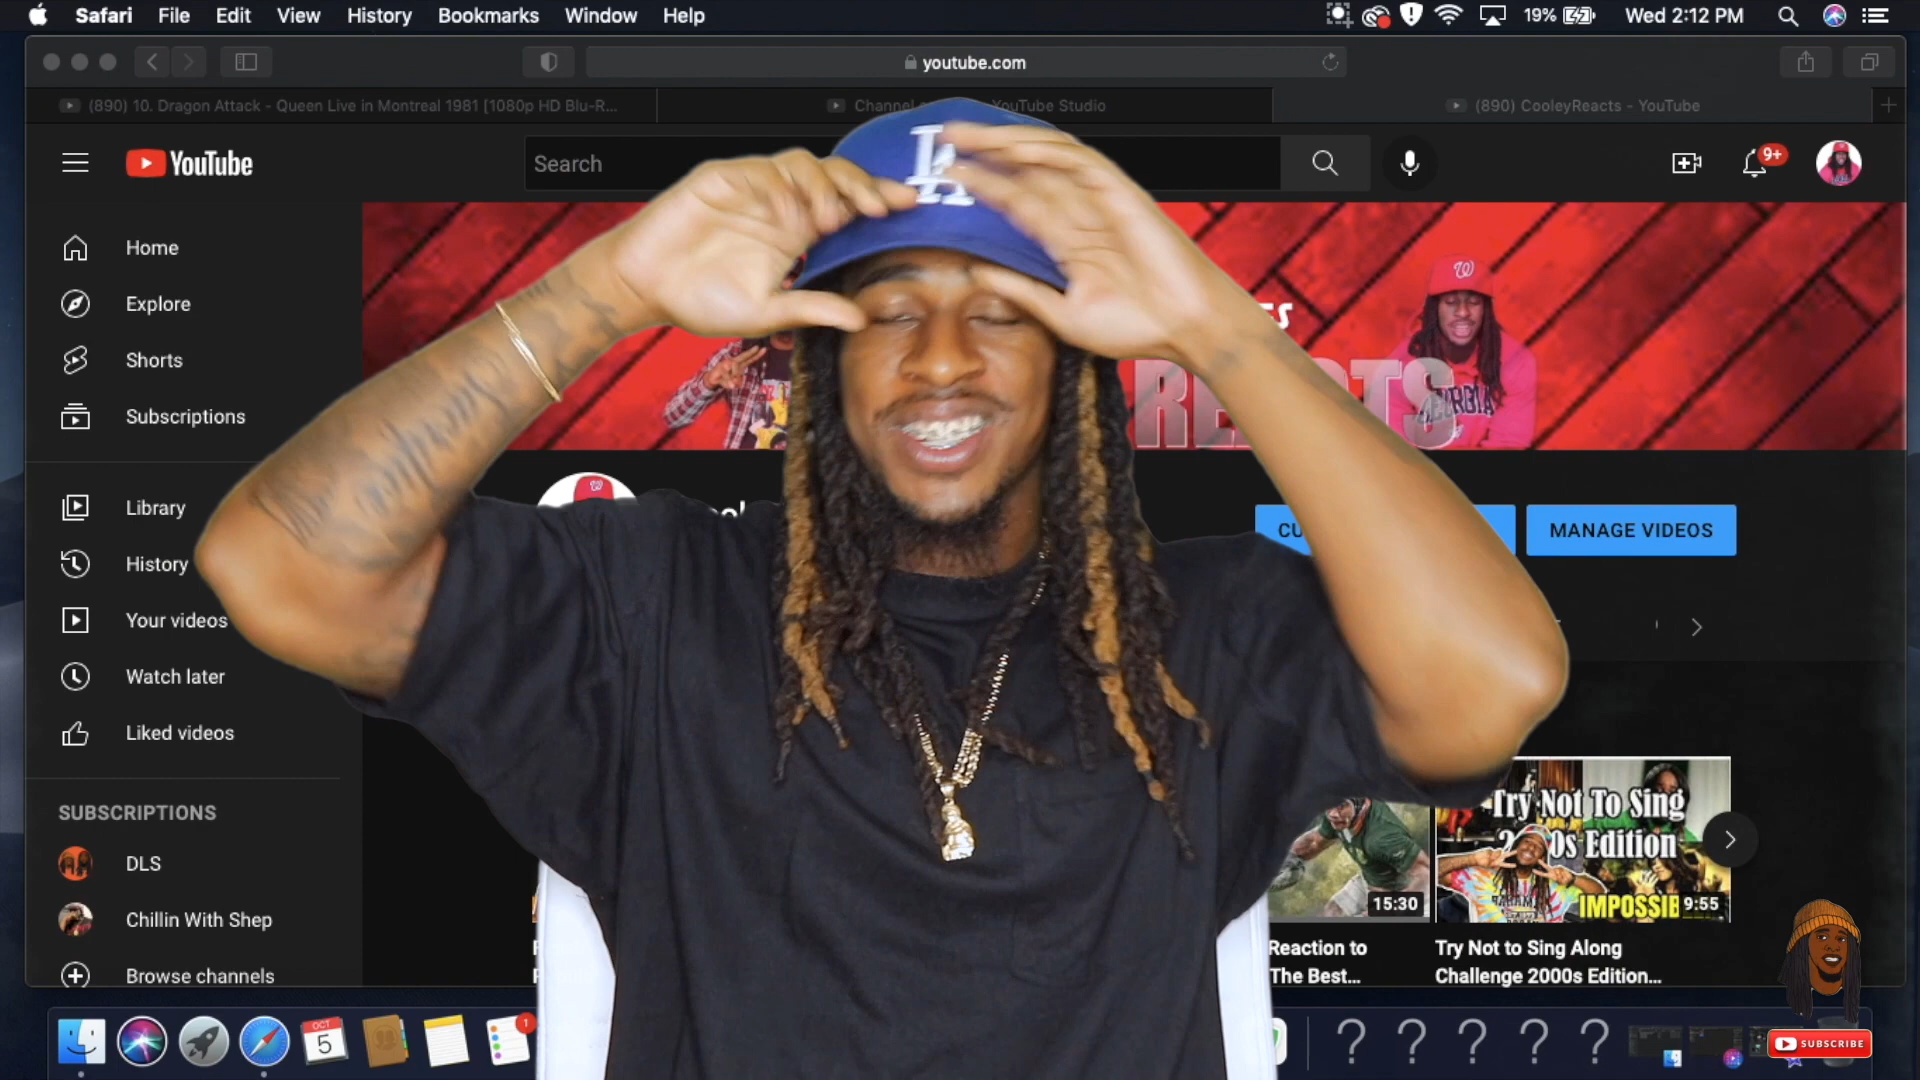 Safari File Edit View History Bookmarks Window Help
19% Wed 2:12 PM
youtube.com
(890) 10. Dragon Attack - Queen Live in Montreal 1981 [1080p HD Blu-R...
Channel YouTube Studio
(890) CooleyReacts - YouTube
YouTube
Search
9+
Home
Explore
Shorts
Subscriptions
Library
History
Your videos
Watch later
Liked videos
SUBSCRIPTIONS
DLS
Chillin With Shep
Browse channels
W
MANAGE VIDEOS
15:30
Reaction to
The Best...
Try Not To Sing
IMPOSSIB
9:55
Try Not to Sing Along
Challenge 2000s Edition...
SUBSCRIBE
OCT
5
1